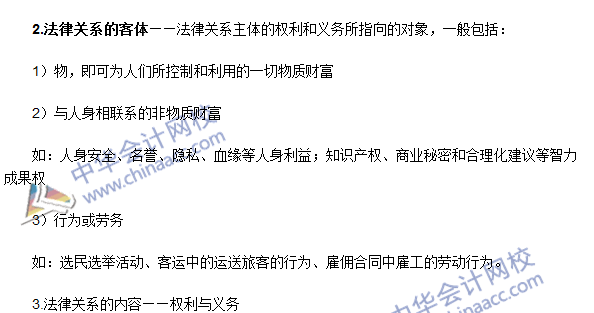 2.法律关系的客体——法律关系主体的权利和义务所指向的对象，一般包括：
1）物，即可为人们所控制和利用的一切物质财富
2）与人身相联系的非物质财富
如：人身安全、名誉、隐私、血缘等人身利益；知识产权、商业秘密和合理化建议等智力
成果权
3）行为或劳务
如：选民选举活动、客运中的运送旅客的行为、雇佣合同中雇工的劳动行为。
3.法律关系的内容——权利与义务
中华会计网校
www.chinaacc.com
中华会计网校
www.chinaacc.com